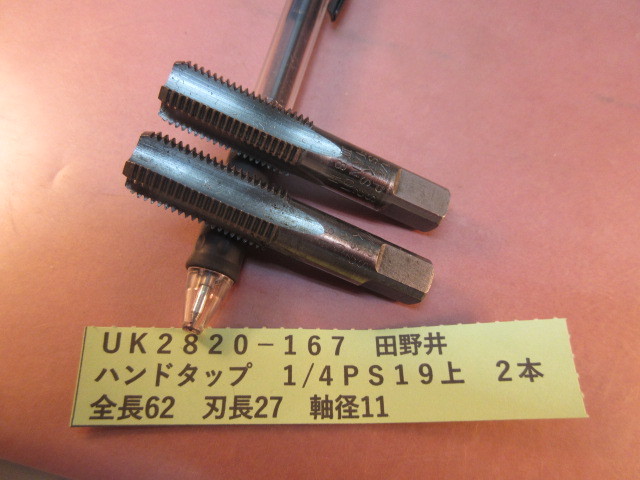 UK2820-167　田野井
ハンドタップ　1/4PS19上　2本
全長62　刃長27　軸径11